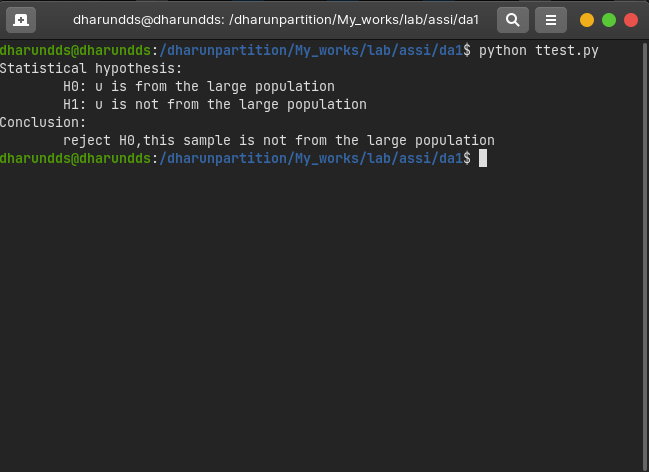 dharundds@dharundds: /dharunpartition/My_works/lab/assi/da1
dharundds@dharundds:/dharunpartition/My_works/lab/assi/da1$ python ttest.py
Statistical hypothesis:
H0: u is from the large population
H1: u is not from the large population
Conclusion:
reject H0,this sample is not from the large population
dharundds@dharundds:/dharunpartition/My_works/lab/assi/da1$